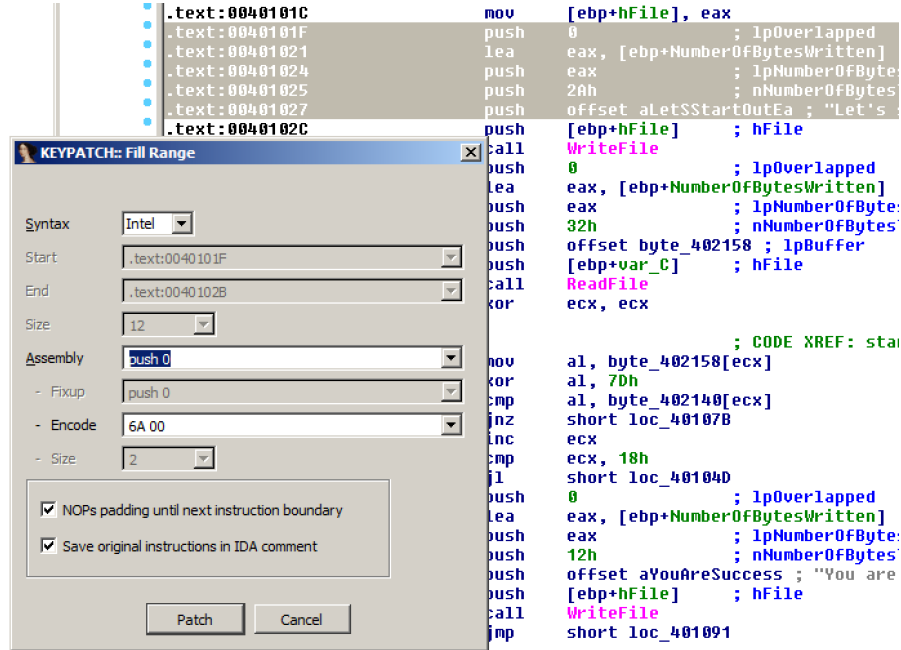 .text:0040101C mov [ebp+hFile], eax
.text:0040101F push 0 ; lpOverlapped
.text:00401021 lea eax, [ebp+NumberOfBytesWritten]
.text:00401024 push eax ; lpNumberOfBytes
.text:00401025 push 2Ah ; nNumberOfBytes
.text:00401027 push offset aLetSStartOutEa ; "Let's s
.text:0040102C push [ebp+hFile] ; hFile
KEYPATCH:: Fill Range
call WriteFile
push 0 ; lpOverlapped
lea eax, [ebp+NumberOfBytesWritten]
push eax ; lpNumberOfBytes
push 32h ; nNumberOfBytes
push offset byte_402158 ; lpBuffer
push [ebp+var_C] ; hFile
call ReadFile
xor ecx, ecx
; CODE XREF: star
mov al, byte_402158[ecx]
xor al, 7Dh
cmp al, byte_402140[ecx]
jnz short loc_40107B
inc ecx
cmp ecx, 18h
jl short loc_40104D
push 0 ; lpOverlapped
lea eax, [ebp+NumberOfBytesWritten]
push eax ; lpNumberOfBytes
push 12h ; nNumberOfBytes
push offset aYouAreSuccess ; "You are
push [ebp+hFile] ; hFile
call WriteFile
jmp short loc_401091
Syntax Intel
Start .text:0040101F
End .text:0040102B
Size 12
Assembly push 0
- Fixup push 0
- Encode 6A 00
- Size 2
NOPs padding until next instruction boundary
Save original instructions in IDA comment
Patch Cancel